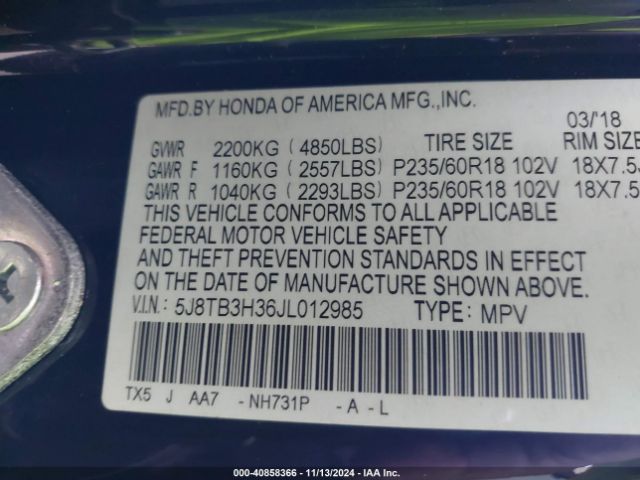 MFD.BY HONDA OF AMERICA MFG.,INC.
03/'18
GVWR 2200KG (4850LBS) TIRE SIZE RIM SIZE
GAWR F 1160KG (2557LBS) P235/60R18 102V 18X7.5J
GAWR R 1040KG (2293LBS) P235/60R18 102V 18X7.5
THIS VEHICLE CONFORMS TO ALL APPLICABLE
FEDERAL MOTOR VEHICLE SAFETY
AND THEFT PREVENTION STANDARDS IN EFFECT
ON THE DATE OF MANUFACTURE SHOWN ABOVE.
V.I.N.: 5J8TB3H36JL012985 TYPE: MPV
TX5 J AA7 -NH731P -A-L
000-40858366 - 11/13/2024 - IAA Inc.